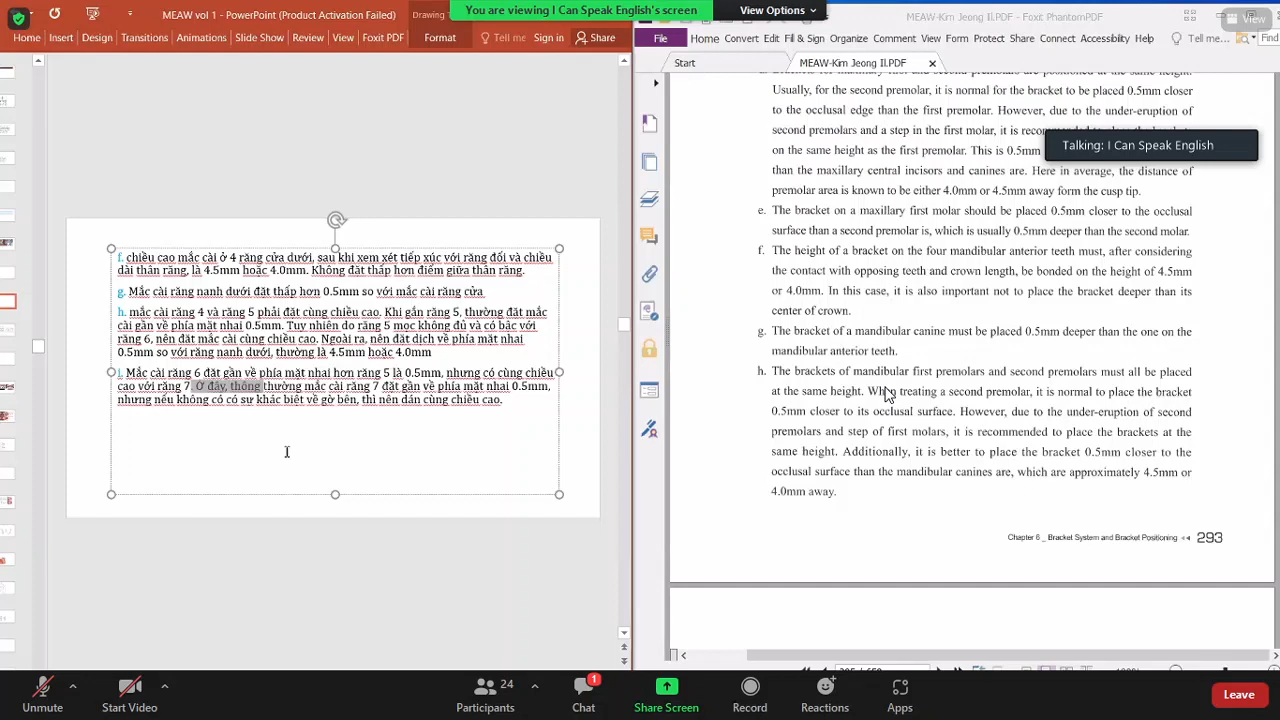 MEAW vol 1 - PowerPoint (Product Activation Failed)
Drawing
You are viewing I Can Speak English's screen
View Options
MEAW-Kim Jeong Il.PDF - Foxit PhantomPDF
View
Home Insert Design Transitions Animations Slide Show Review View Foxit PDF Format Tell me... Sign in Share
File Home Convert Edit Fill & Sign Organize Comment View Form Protect Share Connect Accessibility Help Tell me... Find
Start
MEAW-Kim Jeong Il.PDF
f. chiều cao mắc cài ở 4 răng cửa dưới, sau khi xem xét tiếp xúc với răng đối và chiều
dài thân răng, là 4.5mm hoặc 4.0mm. Không đặt thấp hơn điểm giữa thân răng.
g. Mắc cài răng nanh dưới đặt thấp hơn 0.5mm so với mắc cài răng cửa
h. mắc cài răng 4 và răng 5 phải đặt cùng chiều cao. Khi gắn răng 5, thường đặt mắc
cài gần về phía mặt nhai 0.5mm. Tuy nhiên do răng 5 mọc không đủ và có bậc với
răng 6, nên đặt mắc cài cùng chiều cao. Ngoài ra, nên đặt dịch về phía mặt nhai
0.5mm so với răng nanh dưới, thường là 4.5mm hoặc 4.0mm
i. Mắc cài răng 6 đặt gần về phía mặt nhai hơn răng 5 là 0.5mm, nhưng có cùng chiều
cao với răng 7. Ở đây, thông thường mắc cài răng 7 đặt gần về phía mặt nhai 0.5mm,
nhưng nếu không có có sự khác biệt về gờ bên, thì nên dán cùng chiều cao.
Usually, for the second premolar, it is normal for the bracket to be placed 0.5mm closer
to the occlusal edge than the first premolar. However, due to the under-eruption of
second premolars and a step in the first molar, it is
on the same height as the first premolar. This is 0.5mm
than the maxillary central incisors and canines are. Here in average, the distance of
premolar area is known to be either 4.0mm or 4.5mm away form the cusp tip.
e. The bracket on a maxillary first molar should be placed 0.5mm closer to the occlusal
surface than a second premolar is, which is usually 0.5mm deeper than the second molar.
f. The height of a bracket on the four mandibular anterior teeth must, after considering
the contact with opposing teeth and crown length, be bonded on the height of 4.5mm
or 4.0mm. In this case, it is also important not to place the bracket deeper than its
center of crown.
g. The bracket of a mandibular canine must be placed 0.5mm deeper than the one on the
mandibular anterior teeth.
h. The brackets of mandibular first premolars and second premolars must all be placed
at the same height. When treating a second premolar, it is normal to place the bracket
0.5mm closer to its occlusal surface. However, due to the under-eruption of second
premolars and step of first molars, it is recommended to place the brackets at the
same height. Additionally, it is better to place the bracket 0.5mm closer to the
occlusal surface than the mandibular canines are, which are approximately 4.5mm or
4.0mm away.
Chapter 6 _ Bracket System and Bracket Positioning 293
Talking: I Can Speak English
Unmute
Start Video
24
Participants
1
Chat
Share Screen
Record
Reactions
Apps
Leave